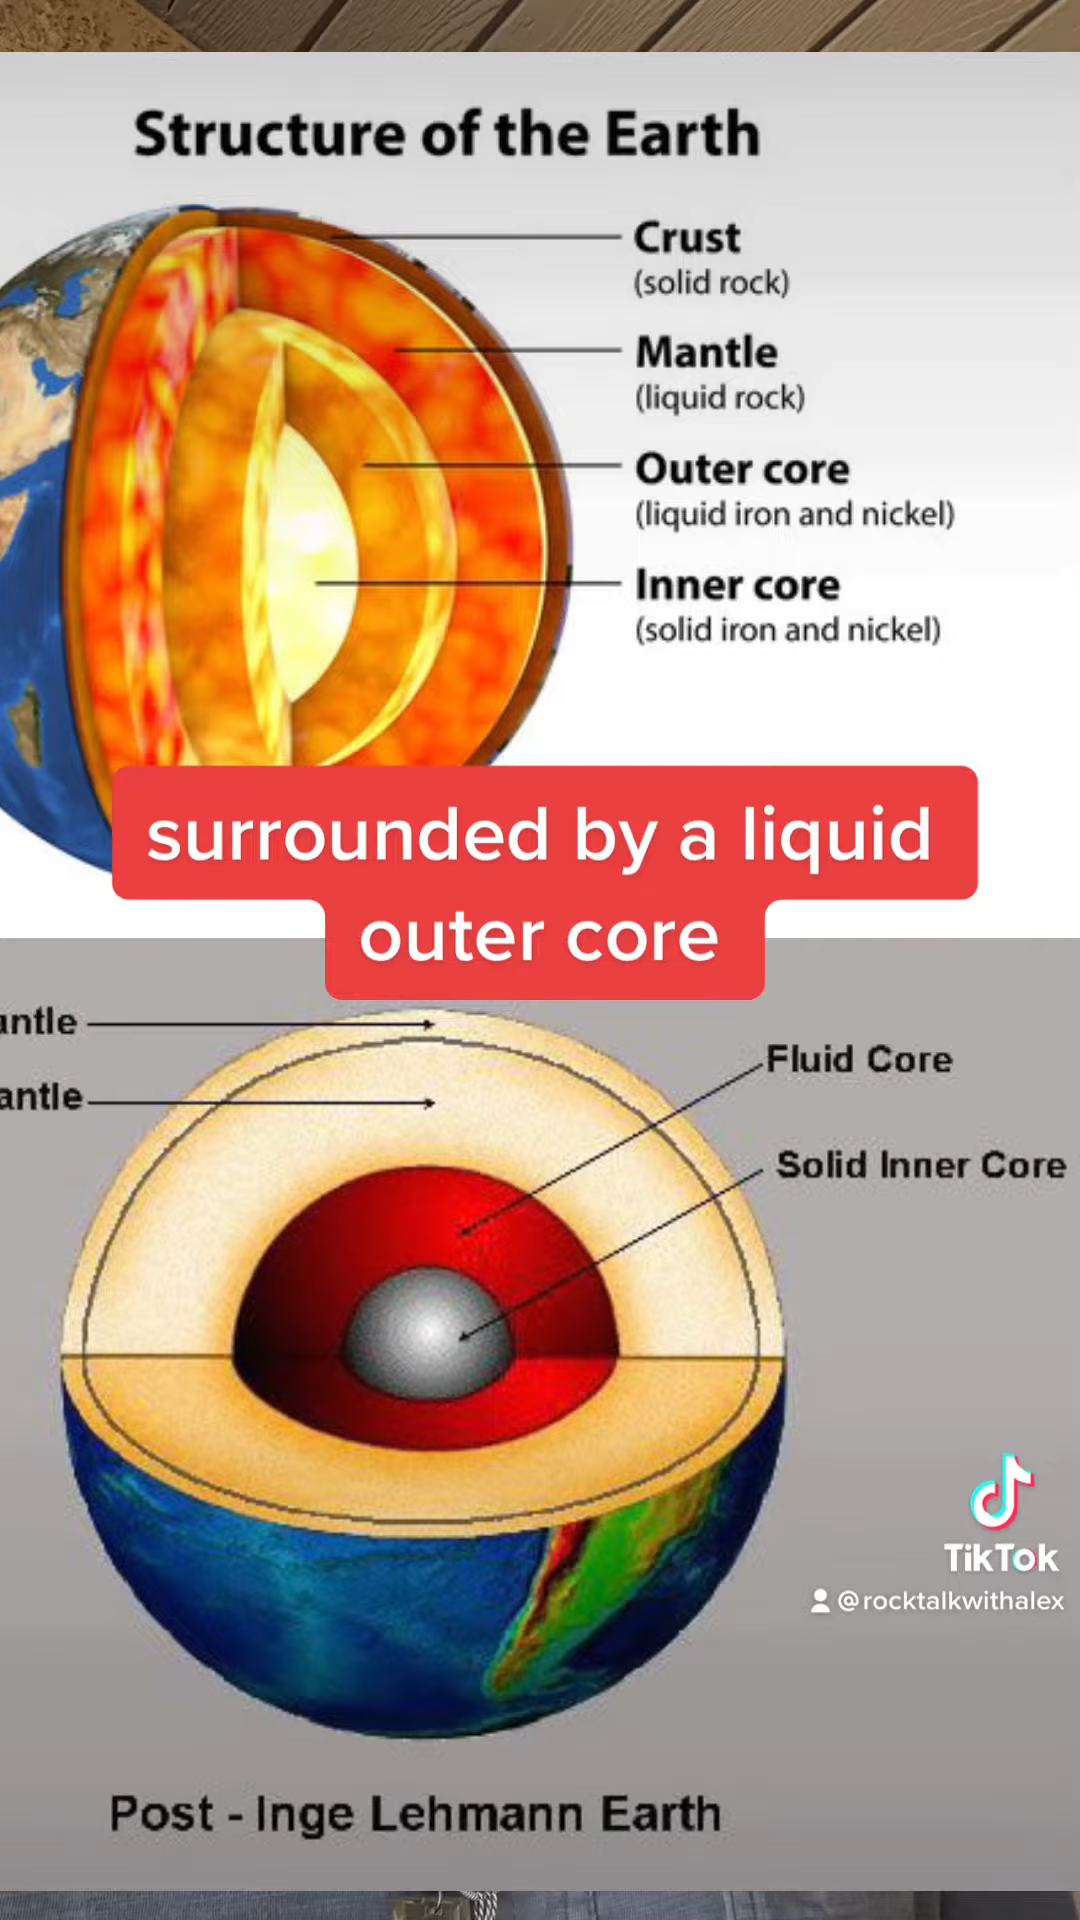 Structure of the Earth
Crust
(solid rock)
Mantle
(liquid rock)
Outer core
(liquid iron and nickel)
Inner core
(solid iron and nickel)
surrounded by a liquid
outer core
antle
antle
Fluid Core
Solid Inner Core
TikTok
@rocktalkwithalex
Post - Inge Lehmann Earth